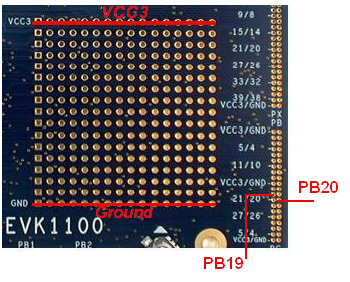 VCC3
VCC3
9/8
15/14
21/20
27/26
33/32
39/38
VCC3/GND
PX
PB
VCC3/GND
5/4
11/10
VCC3/GND
21/20
PB20
GND
Ground
27/26
EVK1100
5/4
VCC3/GND
PB1
PB2
PB19